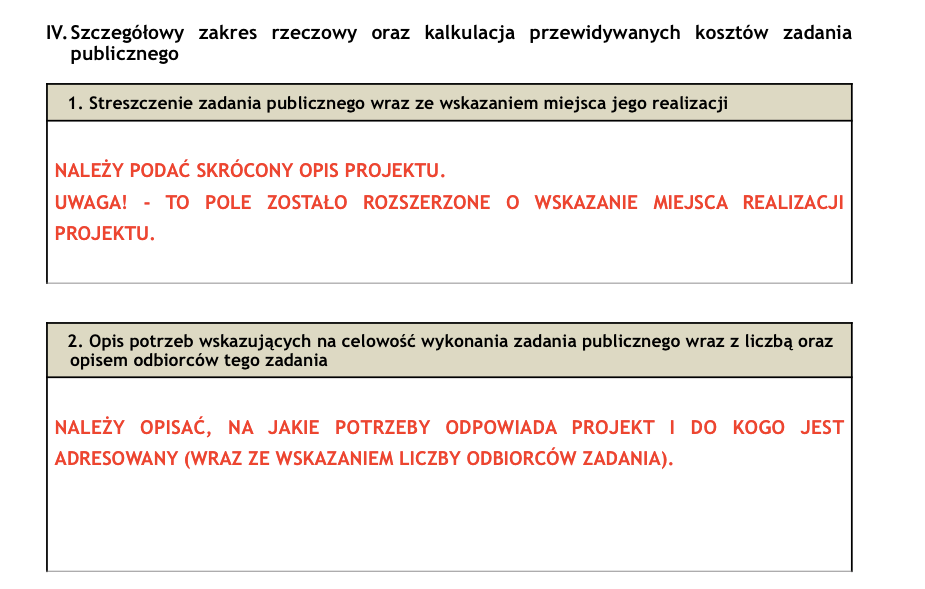 IV. Szczegółowy zakres rzeczowy oraz kalkulacja przewidywanych kosztów zadania
publicznego
1. Streszczenie zadania publicznego wraz ze wskazaniem miejsca jego realizacji
NALEŻY PODAĆ SKRÓCONY OPIS PROJEKTU.
UWAGA! - TO POLE ZOSTAŁO ROZSZERZONE O WSKAZANIE MIEJSCA REALIZACJI
PROJEKTU.
2. Opis potrzeb wskazujących na celowość wykonania zadania publicznego wraz z liczbą oraz
opisem odbiorców tego zadania
NALEŻY OPISAĆ, NA JAKIE POTRZEBY ODPOWIADA PROJEKT I DO KOGO JEST
ADRESOWANY (WRAZ ZE WSKAZANIEM LICZBY ODBIORCÓW ZADANIA).